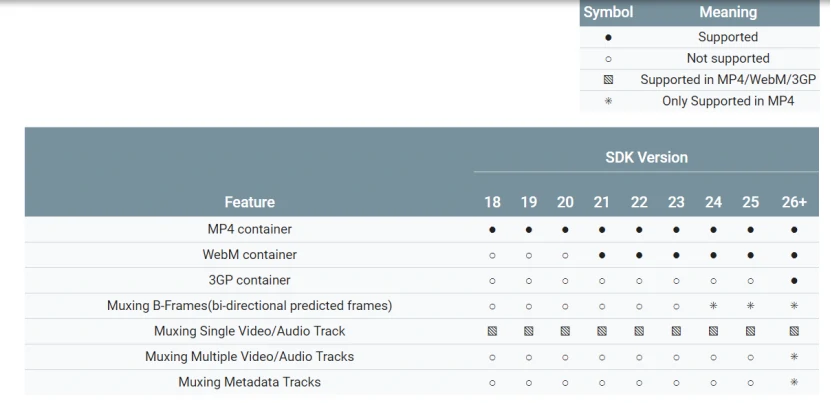 Symbol Meaning
● Supported
○ Not supported
▧ Supported in MP4/WebM/3GP
✳ Only Supported in MP4
SDK Version
Feature 18 19 20 21 22 23 24 25 26+
MP4 container ● ● ● ● ● ● ● ● ●
WebM container ○ ○ ○ ● ● ● ● ● ●
3GP container ○ ○ ○ ○ ○ ○ ○ ○ ●
Muxing B-Frames(bi-directional predicted frames) ○ ○ ○ ○ ○ ○ ✳ ✳ ✳
Muxing Single Video/Audio Track ▧ ▧ ▧ ▧ ▧ ▧ ▧ ▧ ▧
Muxing Multiple Video/Audio Tracks ○ ○ ○ ○ ○ ○ ○ ○ ✳
Muxing Metadata Tracks ○ ○ ○ ○ ○ ○ ○ ○ ✳